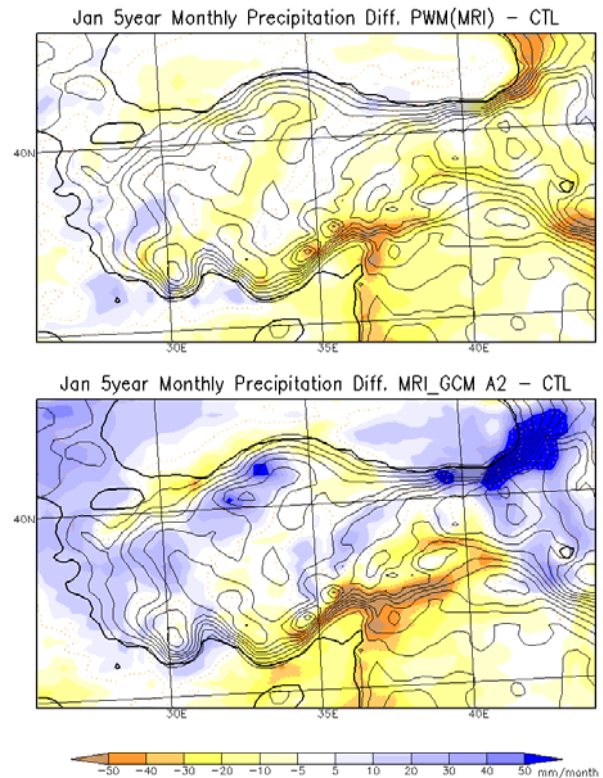 Jan 5year Monthly Precipitation Diff. PWM(MRI) - CTL
40N
30E 35E 40E
Jan 5year Monthly Precipitation Diff. MRI_GCM A2 - CTL
40N
30E 35E 40E
-50 -40 -30 -20 -10 -5 5 10 20 30 40 50 mm/month